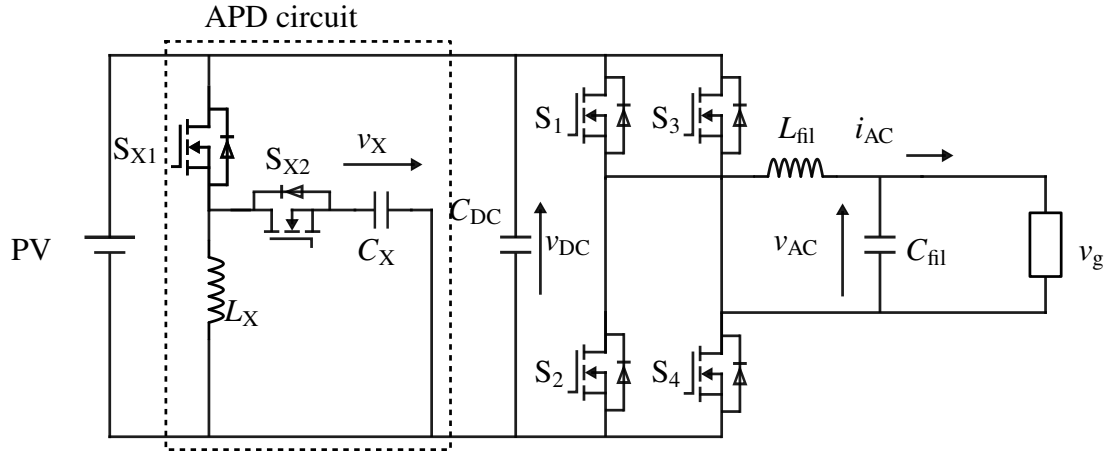 APD circuit
S_X1
S_X2
v_X
C_X
L_X
PV
C_DC
v_DC
S_1
S_3
S_2
S_4
L_fil
i_AC
v_AC
C_fil
v_g